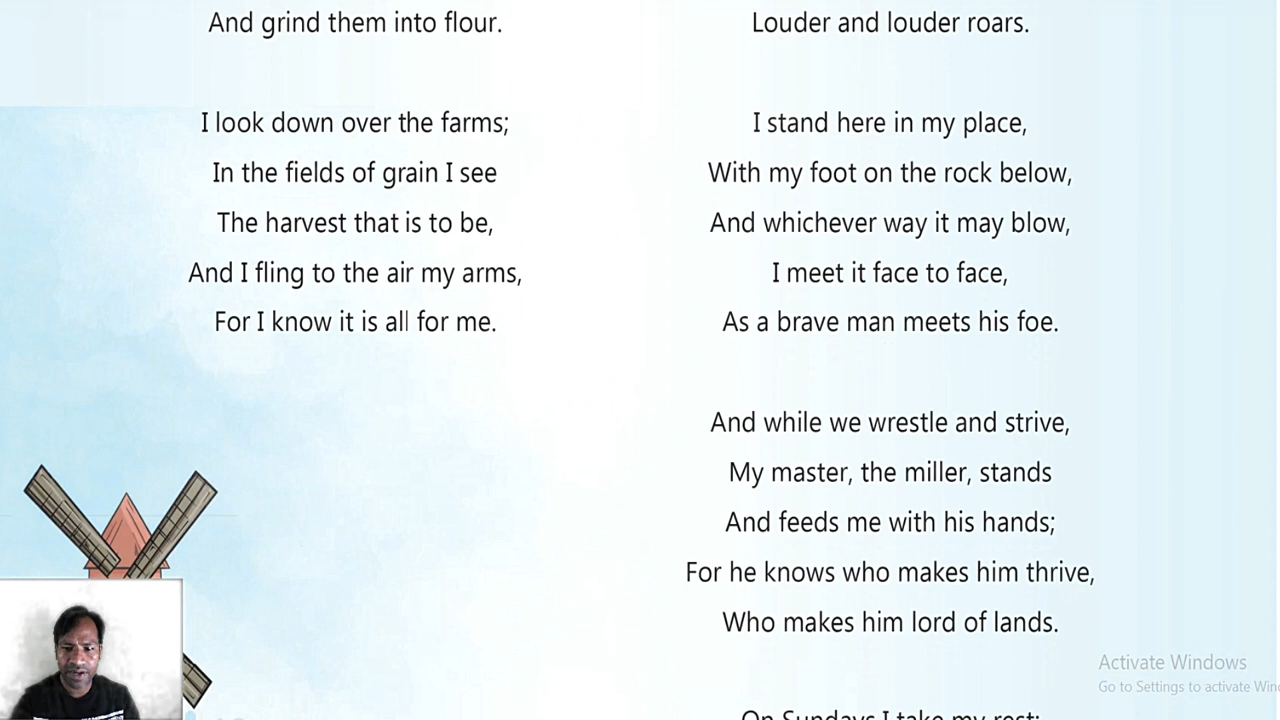 And grind them into flour.
I look down over the farms;
In the fields of grain I see
The harvest that is to be,
And I fling to the air my arms,
For I know it is all for me.
Louder and louder roars.
I stand here in my place,
With my foot on the rock below,
And whichever way it may blow,
I meet it face to face,
As a brave man meets his foe.
And while we wrestle and strive,
My master, the miller, stands
And feeds me with his hands;
For he knows who makes him thrive,
Who makes him lord of lands.
On Sundays I take my rest;
Activate Windows
Go to Settings to activate Win